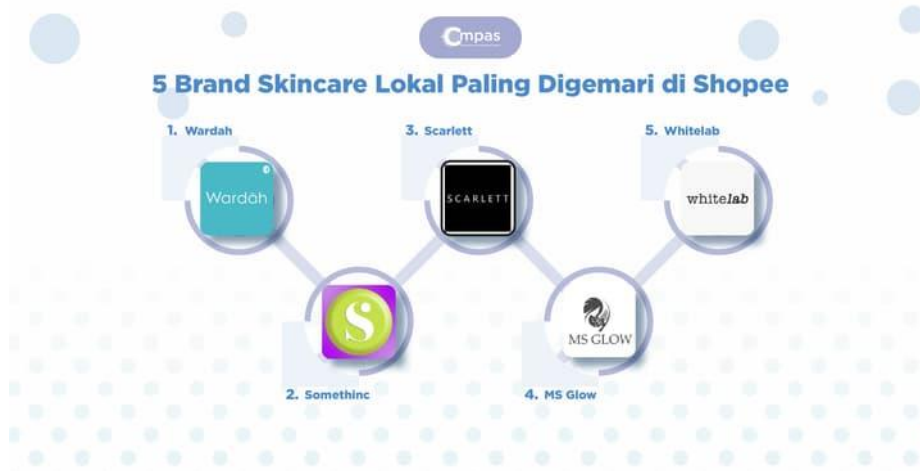 Compas
5 Brand Skincare Lokal Paling Digemari di Shopee
1. Wardah
Wardah
3. Scarlett
SCARLETT
5. Whitelab
whitelab
S
2. Somethinc
MS GLOW
4. MS Glow